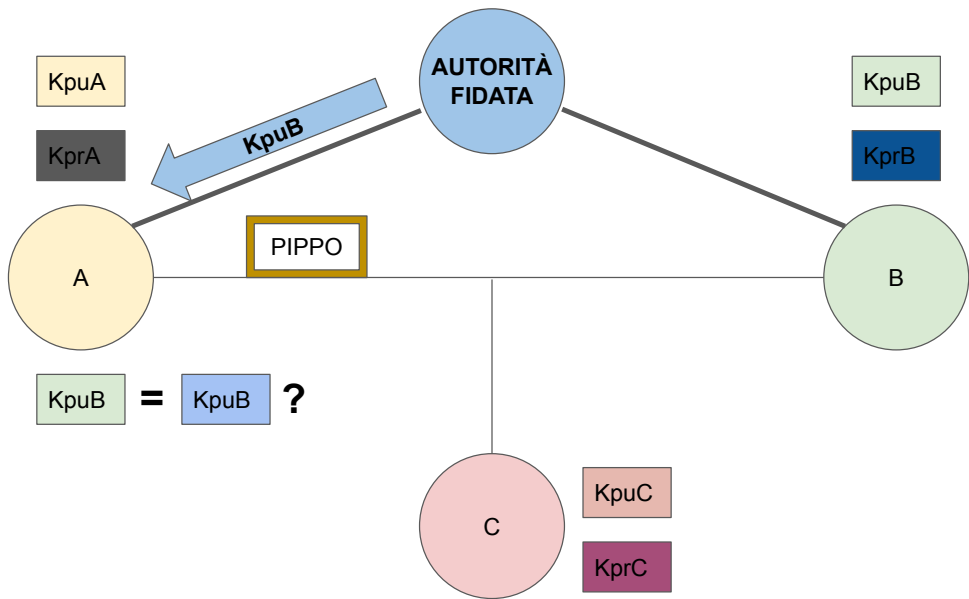 AUTORITÀ
FIDATA
KpuA
KpuB
KpuB
KprA
KprB
PIPPO
A
B
KpuB = KpuB ?
KpuC
C
KprC